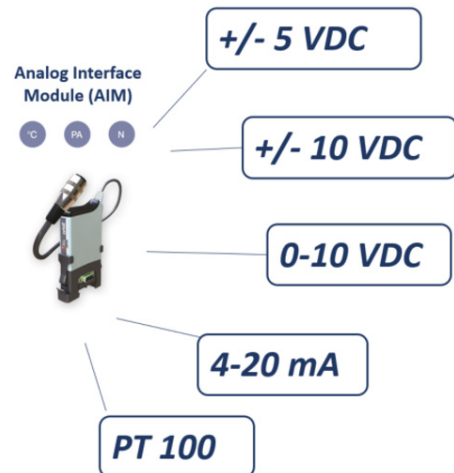 +/- 5 VDC
Analog Interface
Module (AIM)
°C PA N
+/- 10 VDC
0-10 VDC
4-20 mA
PT 100